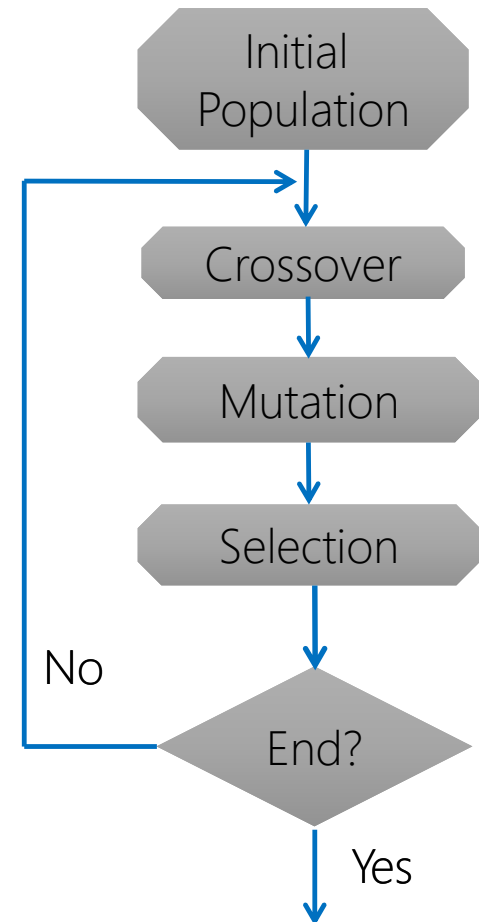 Initial
Population
Crossover
Mutation
Selection
No
End?
Yes